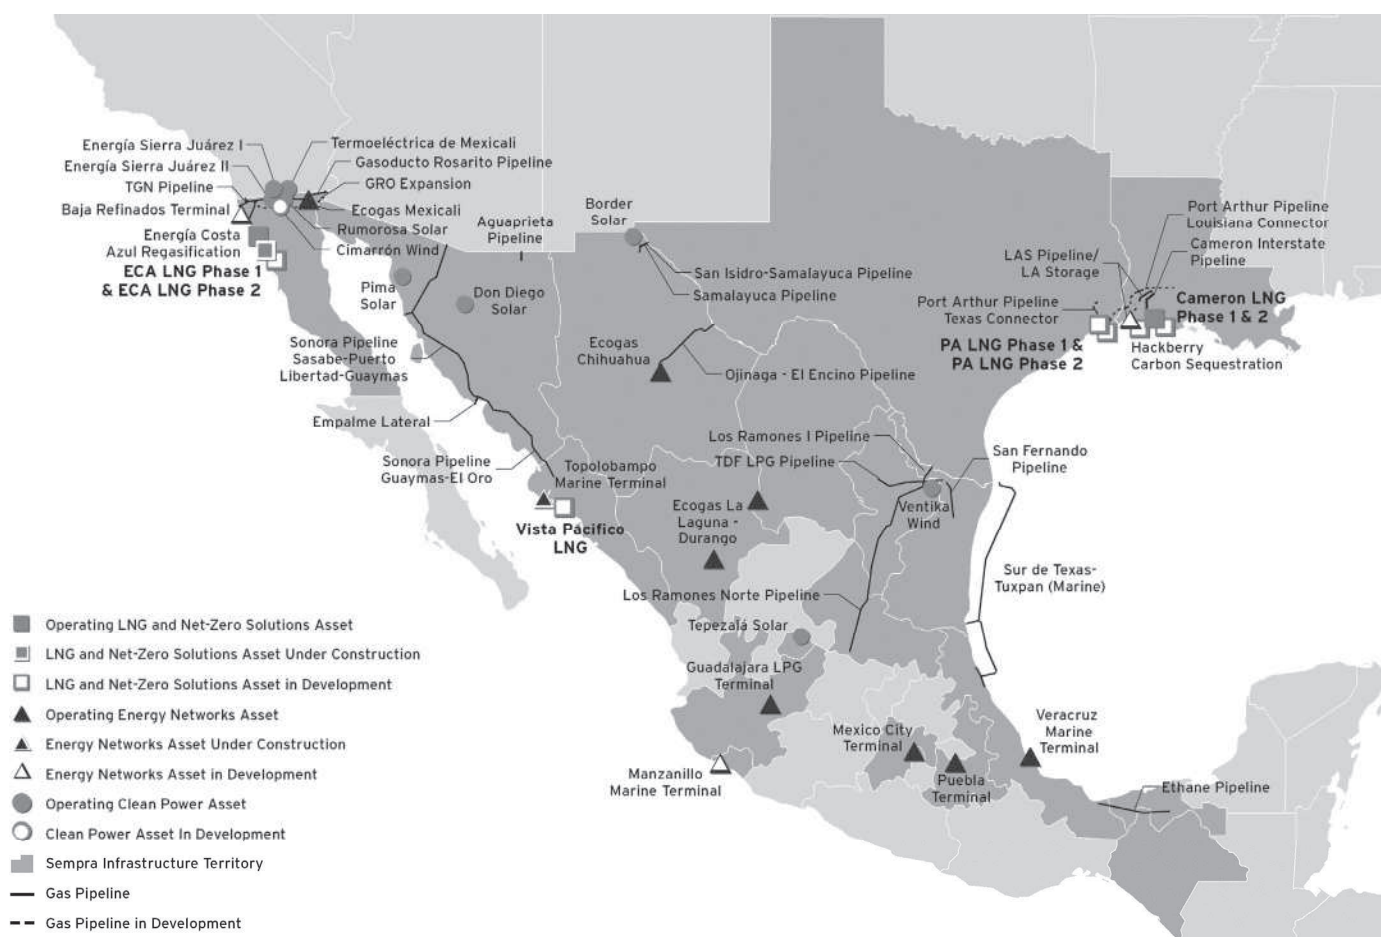 Energía Sierra Juárez I
Termoeléctrica de Mexicali
Energía Sierra Juárez II
Gasoducto Rosarito Pipeline
TGN Pipeline
GRO Expansion
Baja Refinados Terminal
Ecogas Mexicali
Rumorosa Solar
Energía Costa
Azul Regasification
Cimarrón Wind
ECA LNG Phase 1
& ECA LNG Phase 2
Aguaprieta
Pipeline
Border
Solar
Pima
Solar
Don Diego
Solar
San Isidro-Samalayuca Pipeline
Samalayuca Pipeline
Port Arthur Pipeline
Louisiana Connector
Cameron Interstate
Pipeline
LAS Pipeline/
LA Storage
Port Arthur Pipeline
Texas Connector
Cameron LNG
Phase 1 & 2
PA LNG Phase 1 &
PA LNG Phase 2
Hackberry
Carbon Sequestration
Sonora Pipeline
Sasabe-Puerto
Libertad-Guaymas
Ecogas
Chihuahua
Ojinaga - El Encino Pipeline
Empalme Lateral
Los Ramones I Pipeline
TDF LPG Pipeline
San Fernando
Pipeline
Sonora Pipeline
Guaymas-El Oro
Topolobampo
Marine Terminal
Vista Pacífico
LNG
Ecogas La
Laguna -
Durango
Ventika
Wind
Sur de Texas-
Tuxpan (Marine)
Los Ramones Norte Pipeline
Tepezalá Solar
Guadalajara LPG
Terminal
Mexico City
Terminal
Veracruz
Marine
Terminal
Manzanillo
Marine Terminal
Puebla
Terminal
Ethane Pipeline
Operating LNG and Net-Zero Solutions Asset
LNG and Net-Zero Solutions Asset Under Construction
LNG and Net-Zero Solutions Asset in Development
Operating Energy Networks Asset
Energy Networks Asset Under Construction
Energy Networks Asset in Development
Operating Clean Power Asset
Clean Power Asset In Development
Sempra Infrastructure Territory
Gas Pipeline
Gas Pipeline in Development